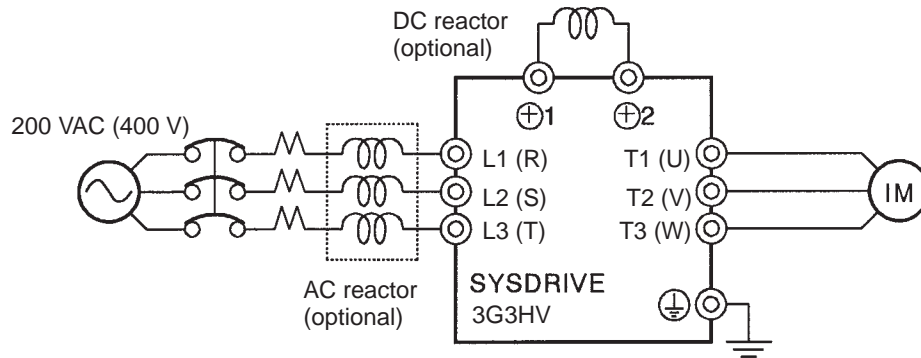 DC reactor
(optional)
⊕1
⊕2
200 VAC (400 V)
L1 (R)
T1 (U)
L2 (S)
T2 (V)
IM
L3 (T)
T3 (W)
AC reactor
(optional)
SYSDRIVE
3G3HV